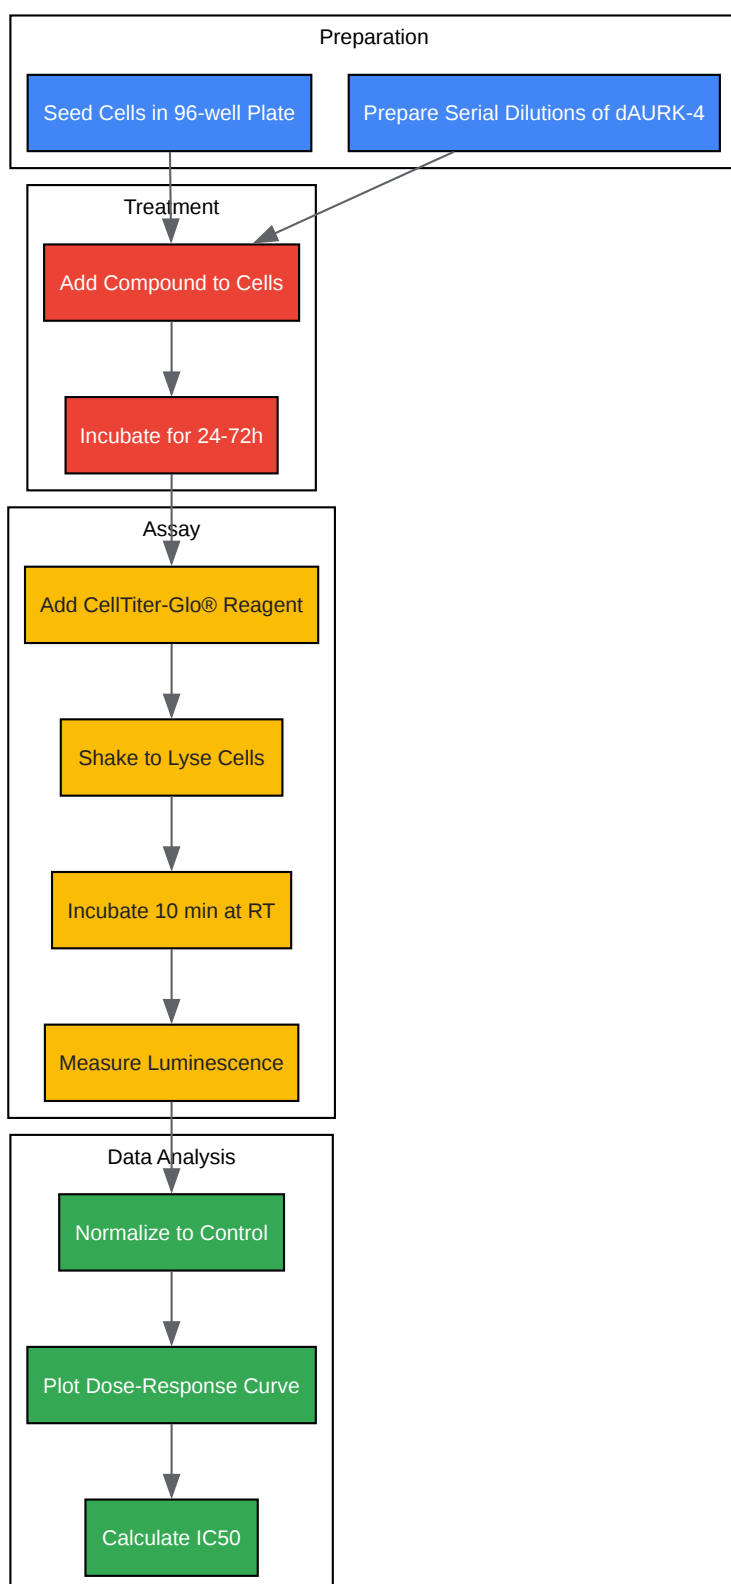 Preparation
Seed Cells in 96-well Plate
Prepare Serial Dilutions of dAURK-4
Treatment
Add Compound to Cells
Incubate for 24-72h
Assay
Add CellTiter-Glo® Reagent
Shake to Lyse Cells
Incubate 10 min at RT
Measure Luminescence
Data Analysis
Normalize to Control
Plot Dose-Response Curve
Calculate IC50